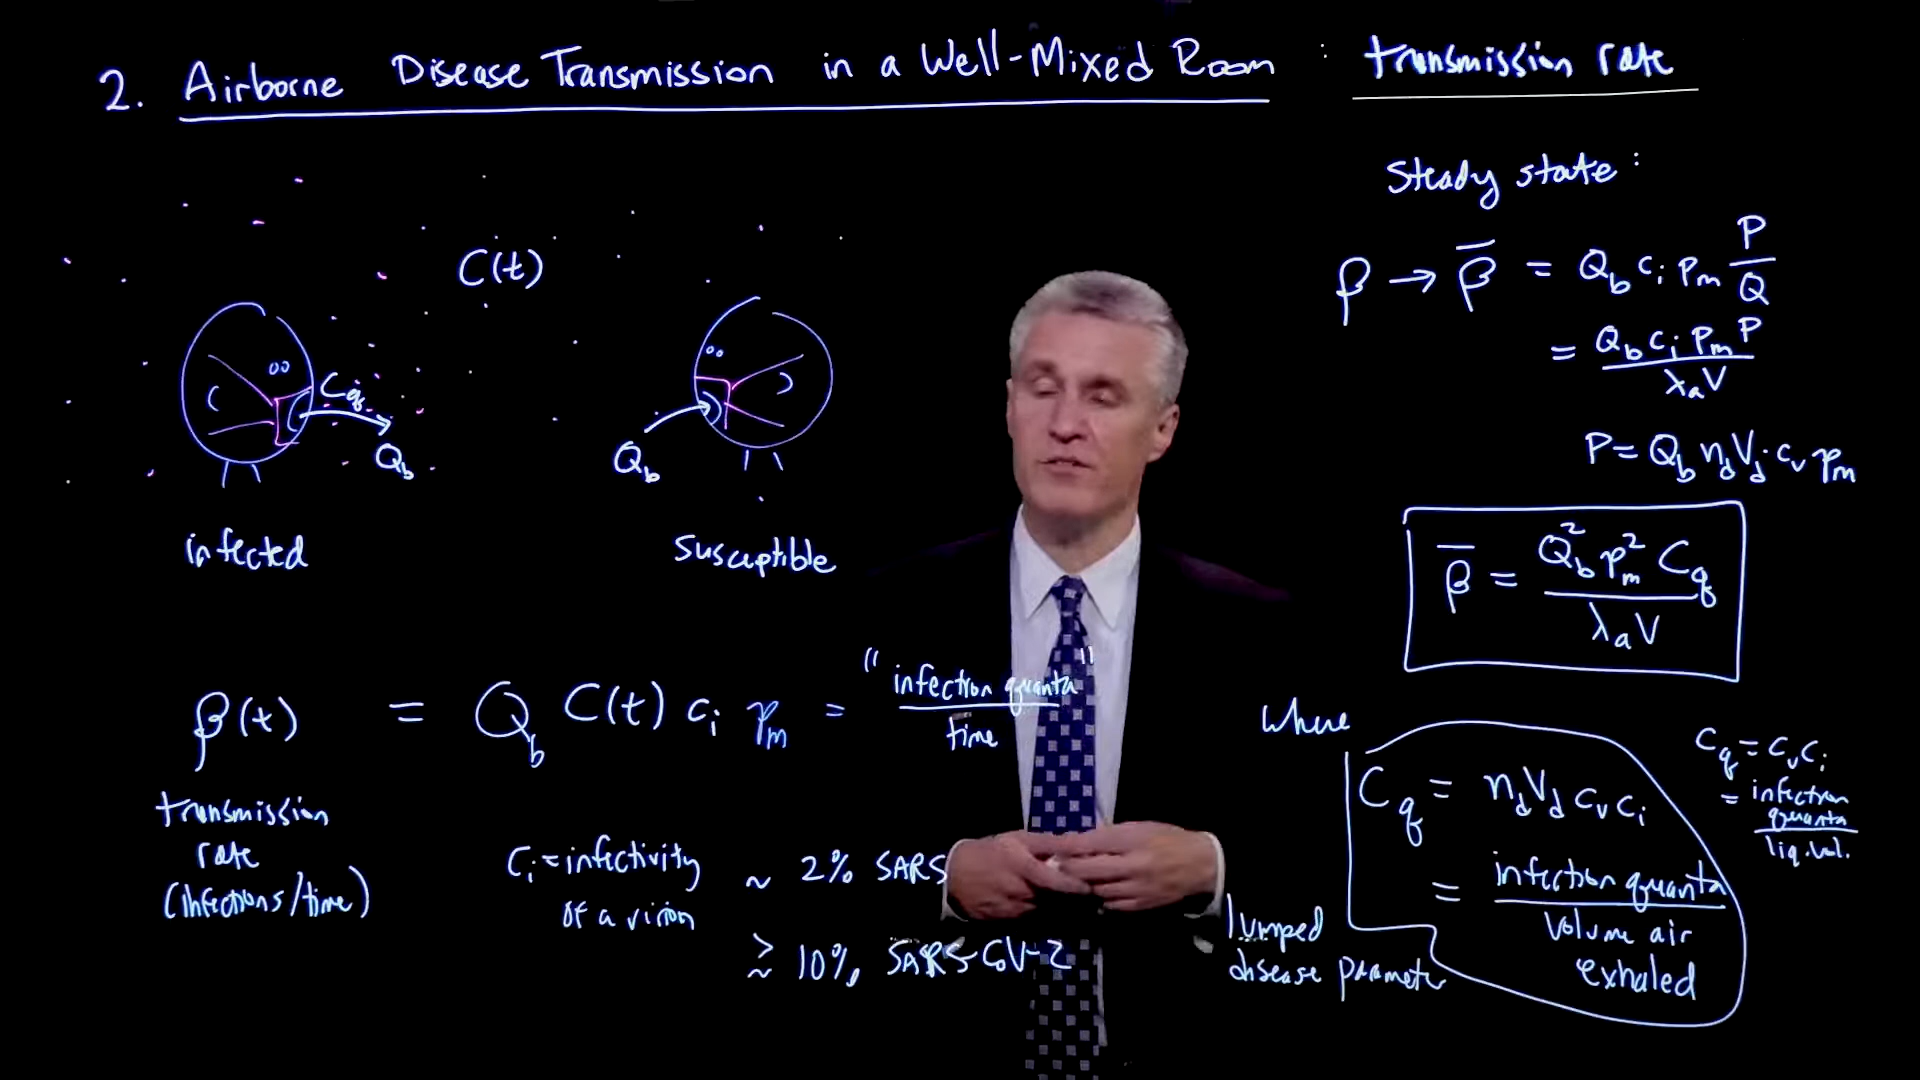 2. Airborne Disease Transmission in a Well-Mixed Room : transmission rate
Steady state:
C(t)
β → β̅ = Q_b c_i p_m P/Q
= Q_b c_i p_m P / λ_a V
P = Q_b n_d V_d c_v p_m
C_q
Q_b
Q_b
infected
susceptible
β̅ = Q_b² p_m² C_q / λ_a V
β(t) = Q_b C(t) c_i p_m = "infection quanta" / time
transmission
rate
(infections/time)
c_i = infectivity
of a virion
~ 2% SARS
≳ 10% SARS-CoV-2
where
C_q = n_d V_d c_v c_i
= infection quanta / volume air
exhaled
c_q = c_v c_i
= infection
quanta
liq. vol.
lumped
disease parameter